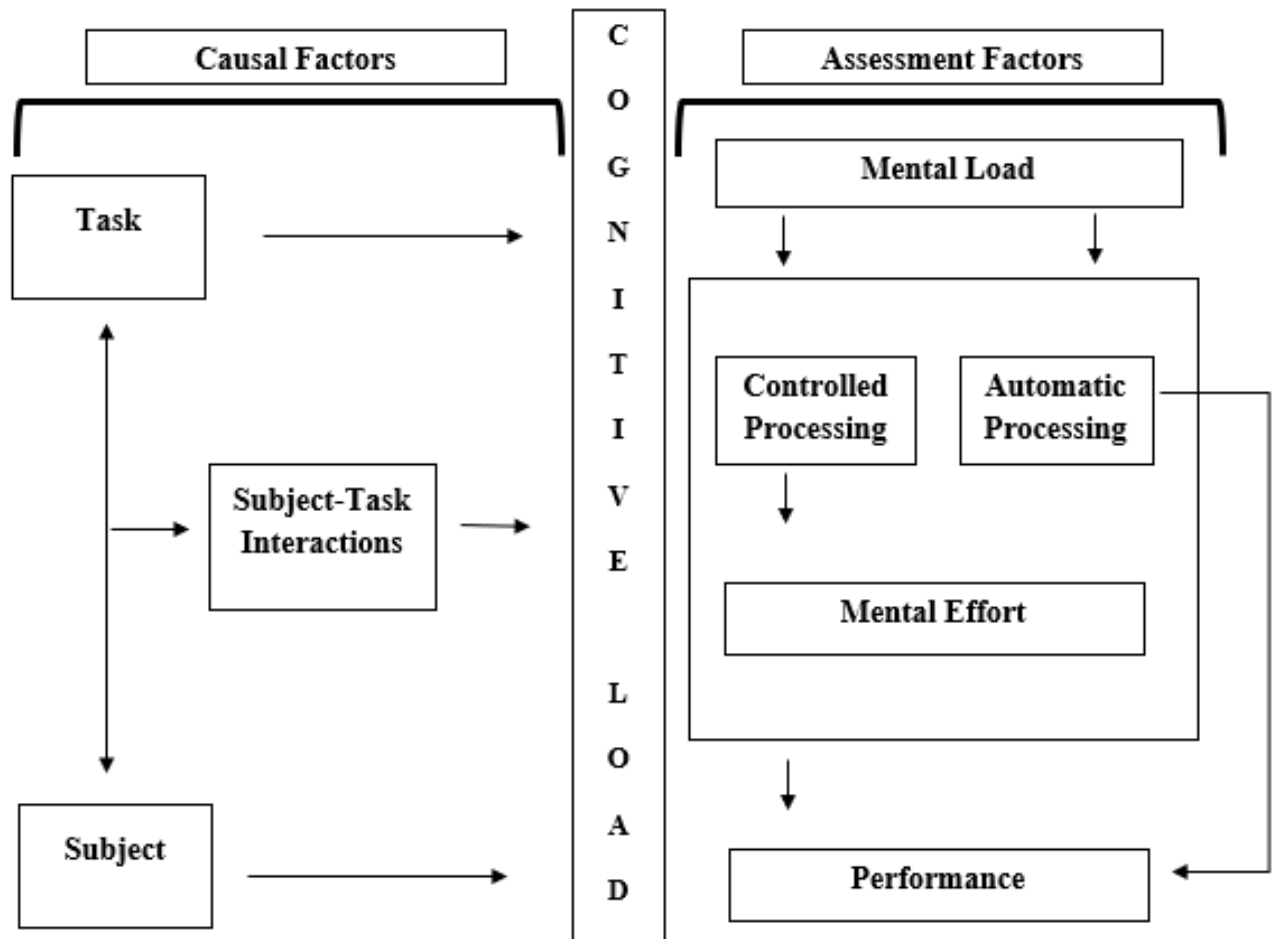 Causal Factors
Task
Subject-Task
Interactions
Subject
C
O
G
N
I
T
I
V
E
L
O
A
D
Assessment Factors
Mental Load
Controlled
Processing
Automatic
Processing
Mental Effort
Performance